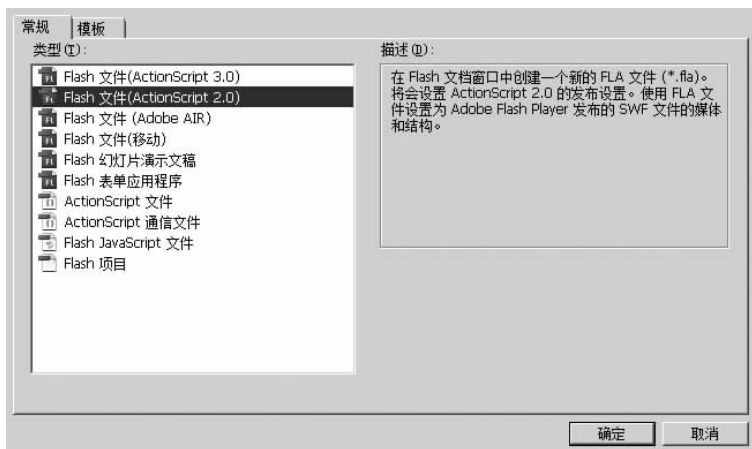 常规
模板
类型(T):
描述(D):
Flash 文件(ActionScript 3.0)
Flash 文件(ActionScript 2.0)
Flash 文件 (Adobe AIR)
Flash 文件(移动)
Flash 幻灯片演示文稿
Flash 表单应用程序
ActionScript 文件
ActionScript 通信文件
Flash JavaScript 文件
Flash 项目
在 Flash 文档窗口中创建一个新的 FLA 文件 (*.fla)。
将会设置 ActionScript 2.0 的发布设置。使用 FLA 文
件设置为 Adobe Flash Player 发布的 SWF 文件的媒体
和结构。
确定
取消